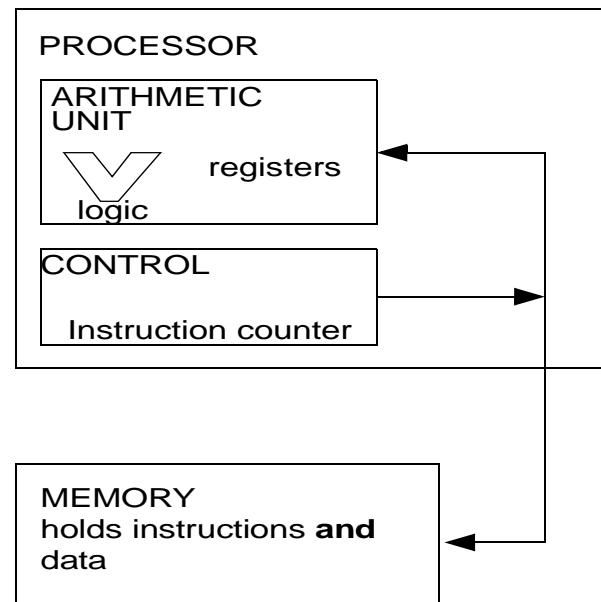 PROCESSOR
ARITHMETIC
UNIT
registers
logic
CONTROL
Instruction counter
MEMORY
holds instructions and
data